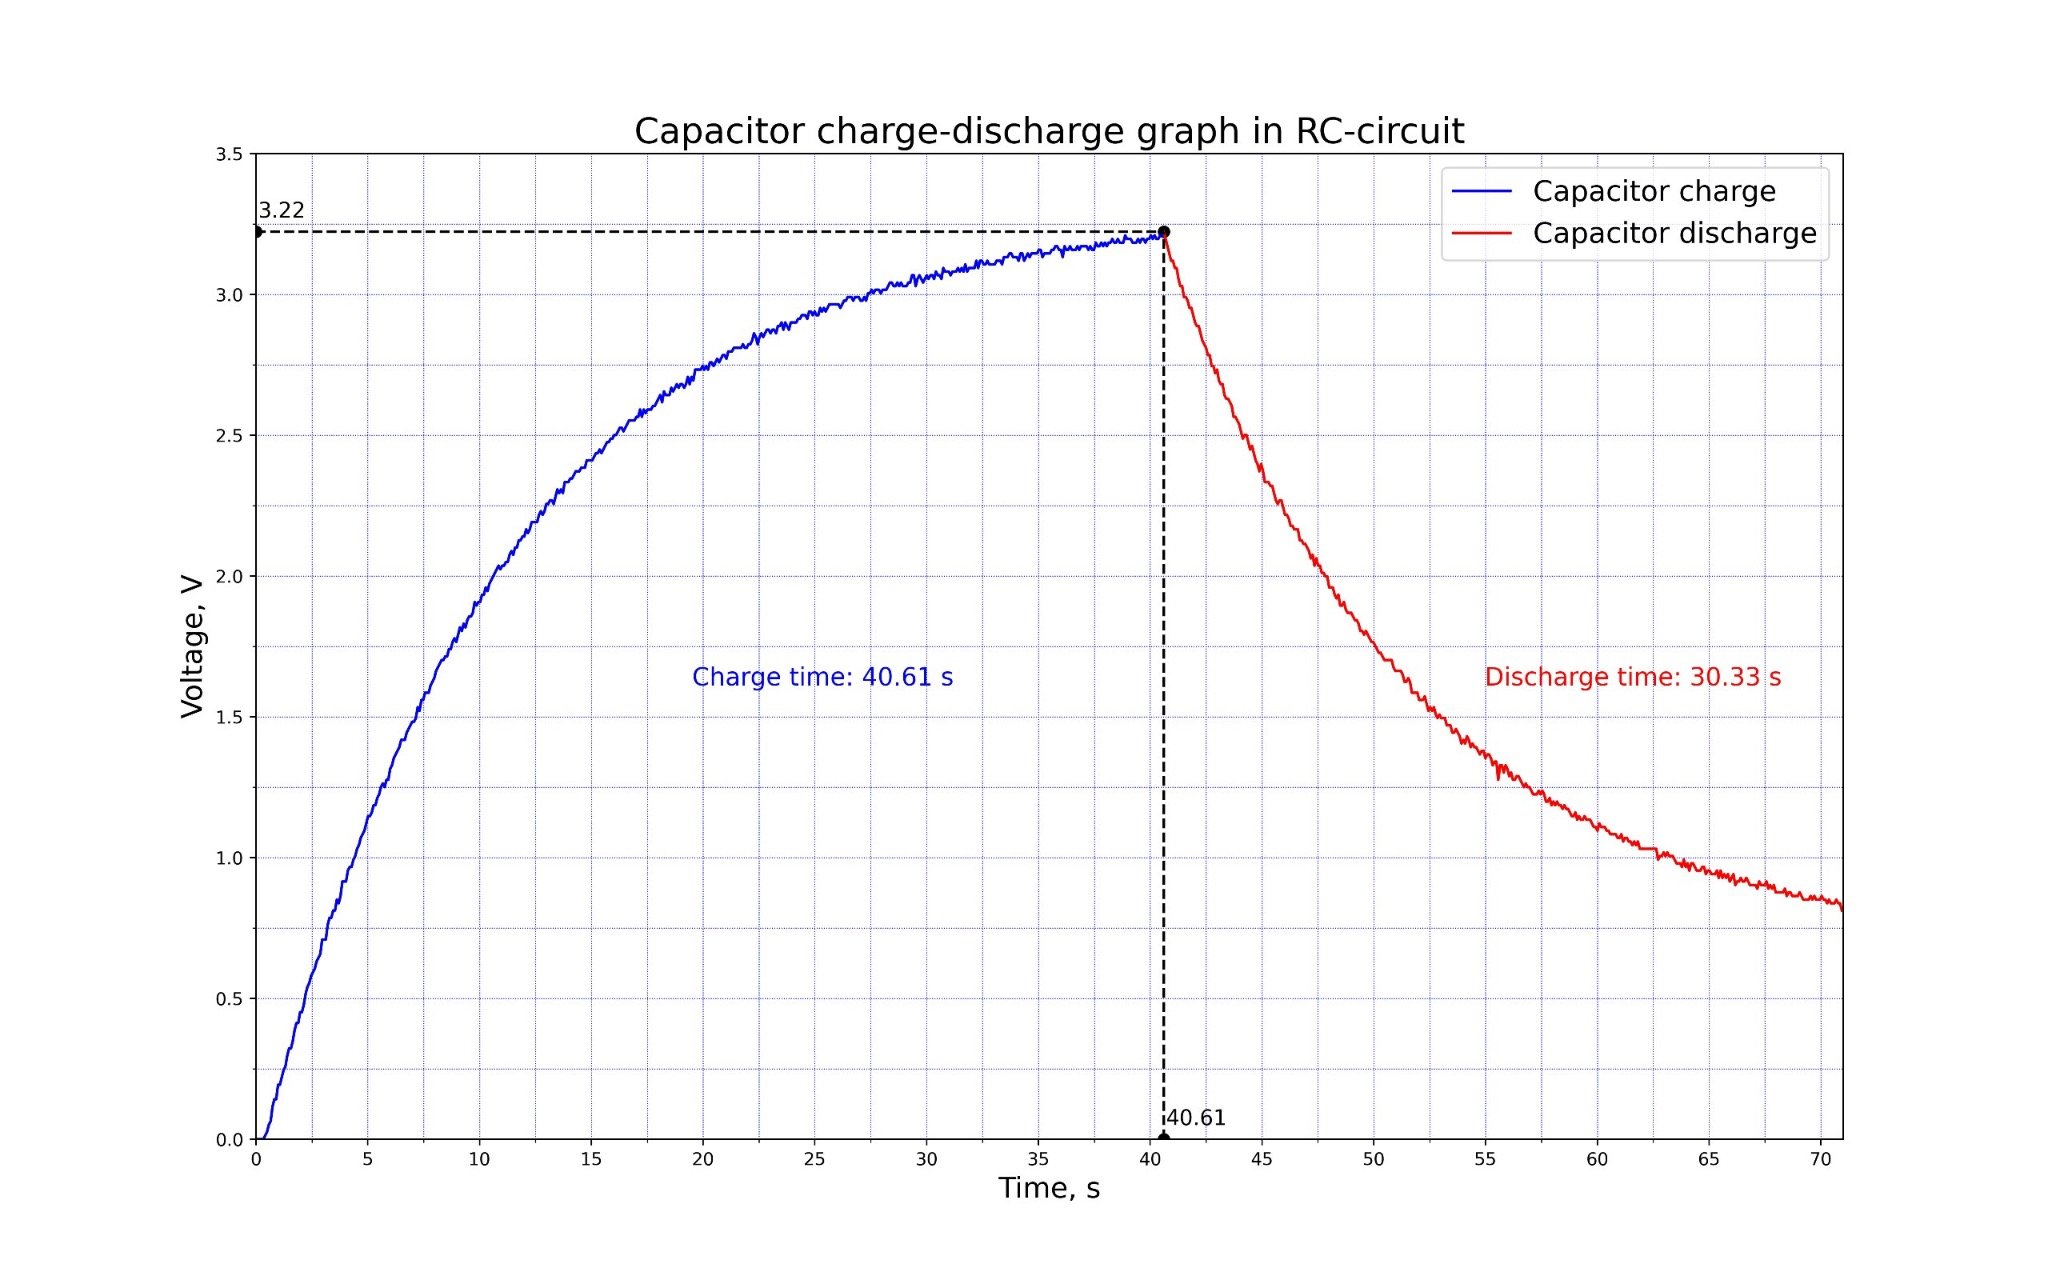 Capacitor charge-discharge graph in RC-circuit
3.5
3.22
Capacitor charge
Capacitor discharge
3.0
2.5
2.0
Voltage, V
Charge time: 40.61 s
Discharge time: 30.33 s
1.5
1.0
0.5
40.61
0.0
0 5 10 15 20 25 30 35 40 45 50 55 60 65 70
Time, s